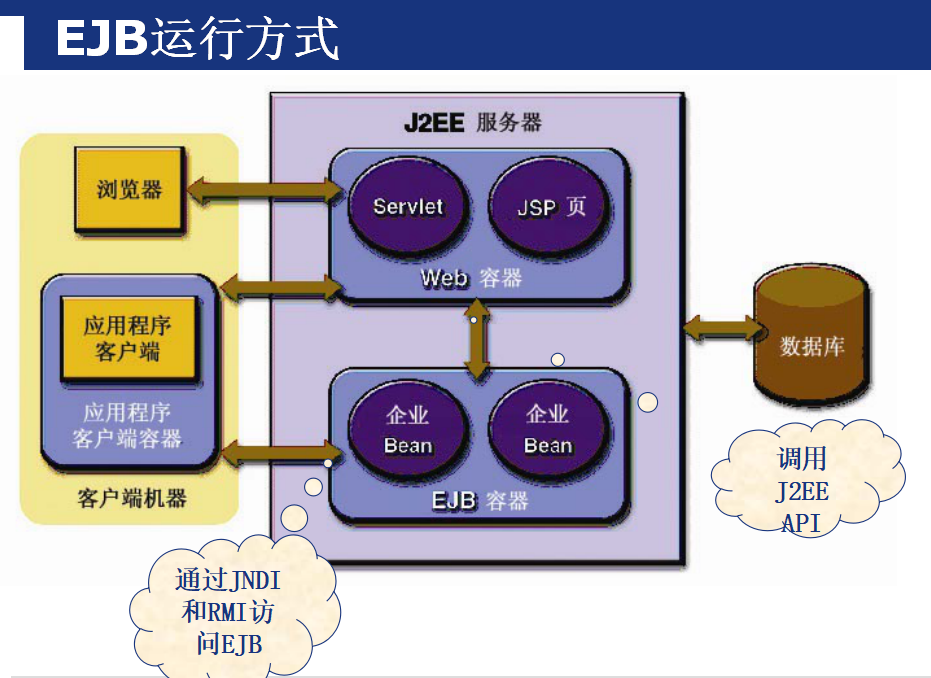 EJB运行方式
J2EE 服务器
浏览器
Servlet
JSP 页
Web 容器
应用程序
客户端
应用程序
客户端容器
客户端机器
企业
Bean
企业
Bean
EJB 容器
数据库
调用
J2EE
API
通过JNDI
和RMI访
问EJB